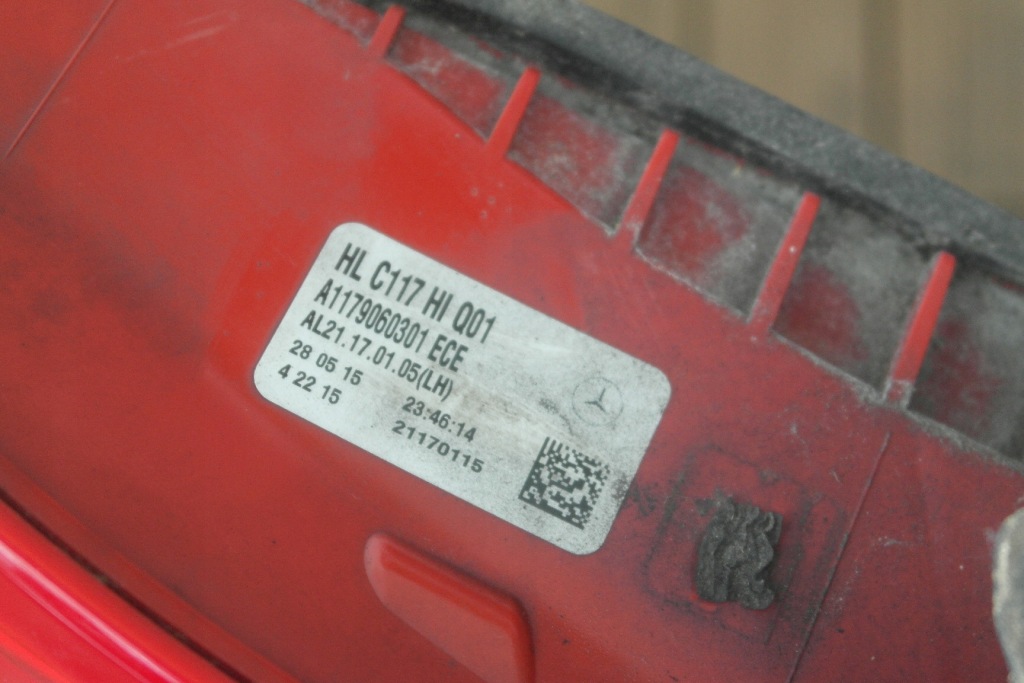 HL C117 HI Q01
A1179060301 ECE
AL21.17.01.05(LH)
28 05 15 23:46:14
4 22 15 21170115